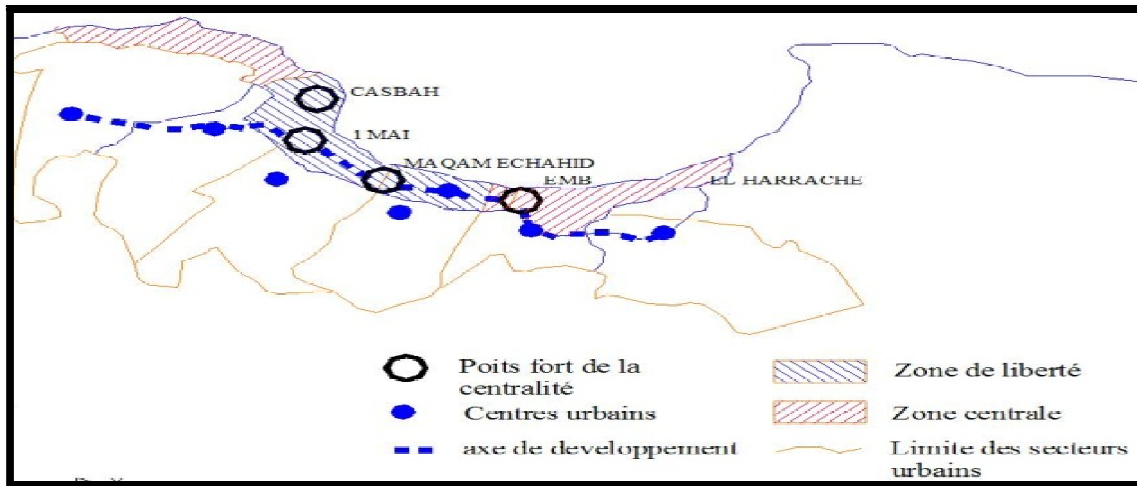 CASBAH
1 MAI
MAQAM ECHAHID
EMB
EL HARRACHE
Poits fort de la
centralité
Centres urbains
axe de developpement
Zone de liberté
Zone centrale
Limite des secteurs
urbains